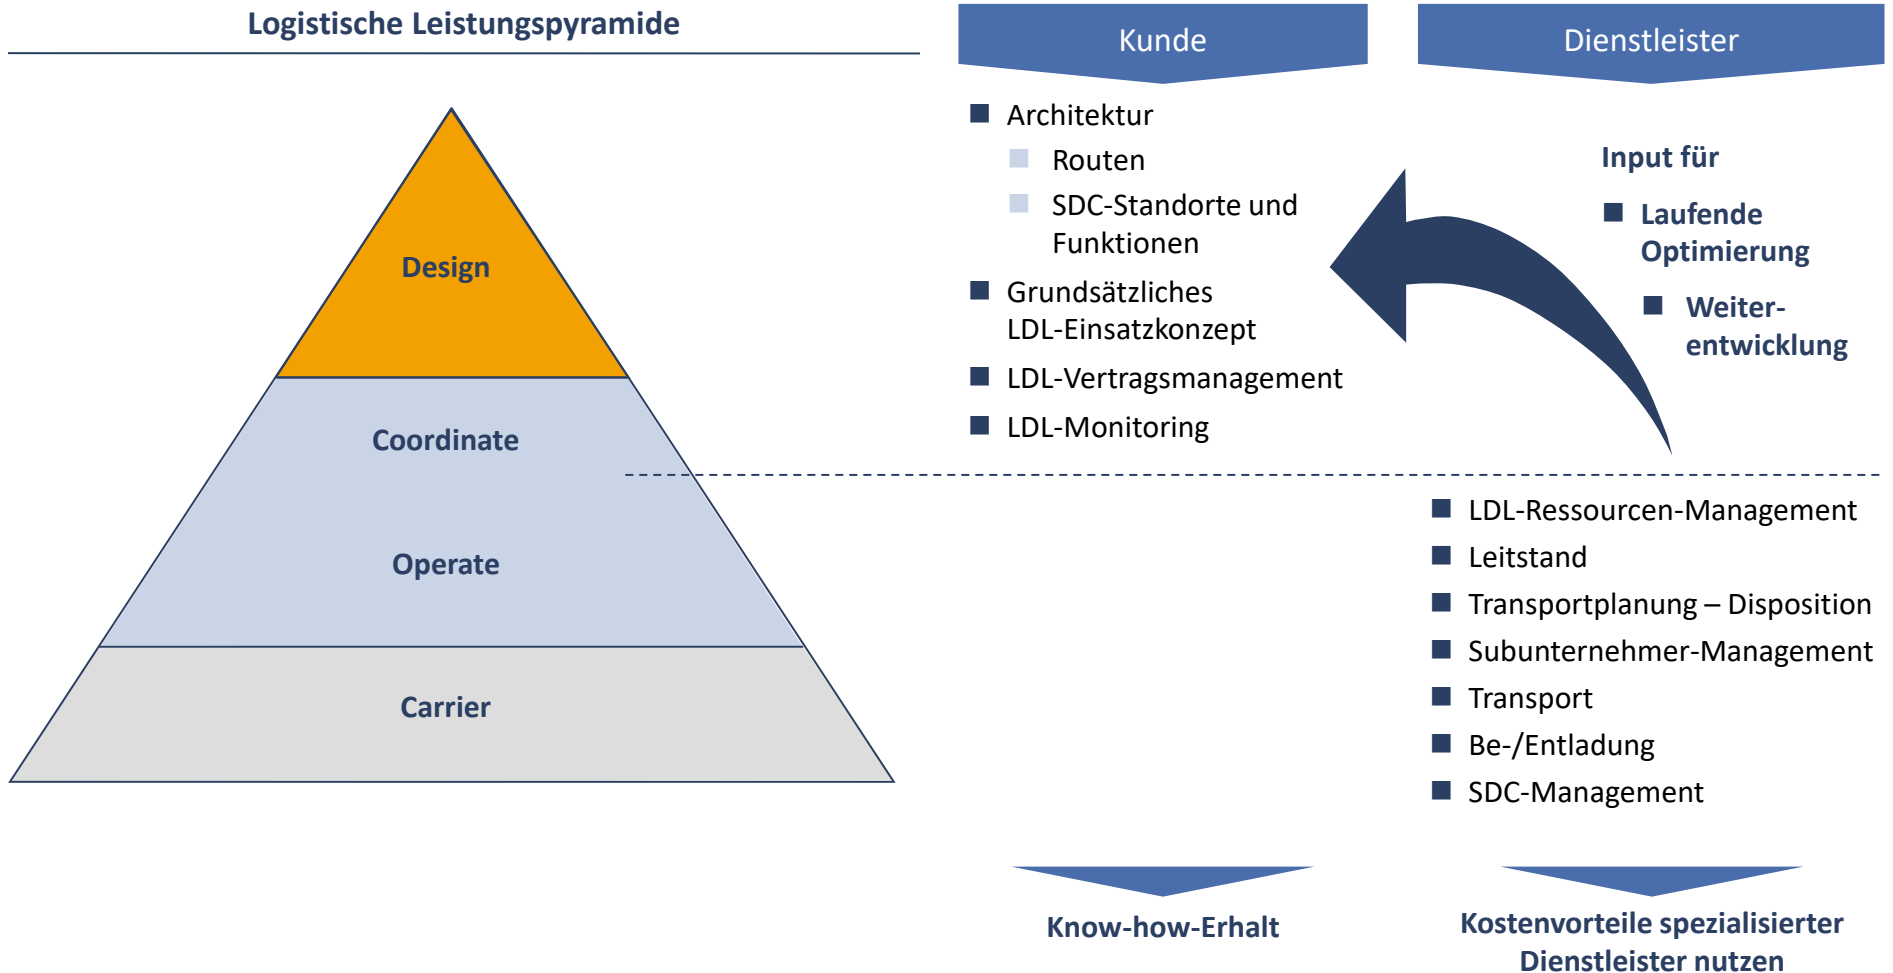 Logistische Leistungspyramide
Design
Coordinate
Operate
Carrier
Kunde
Architektur
Routen
SDC-Standorte und
Funktionen
Grundsätzliches
LDL-Einsatzkonzept
LDL-Vertragsmanagement
LDL-Monitoring
Know-how-Erhalt
Dienstleister
Input für
Laufende
Optimierung
Weiter-
entwicklung
LDL-Ressourcen-Management
Leitstand
Transportplanung – Disposition
Subunternehmer-Management
Transport
Be-/Entladung
SDC-Management
Kostenvorteile spezialisierter
Dienstleister nutzen